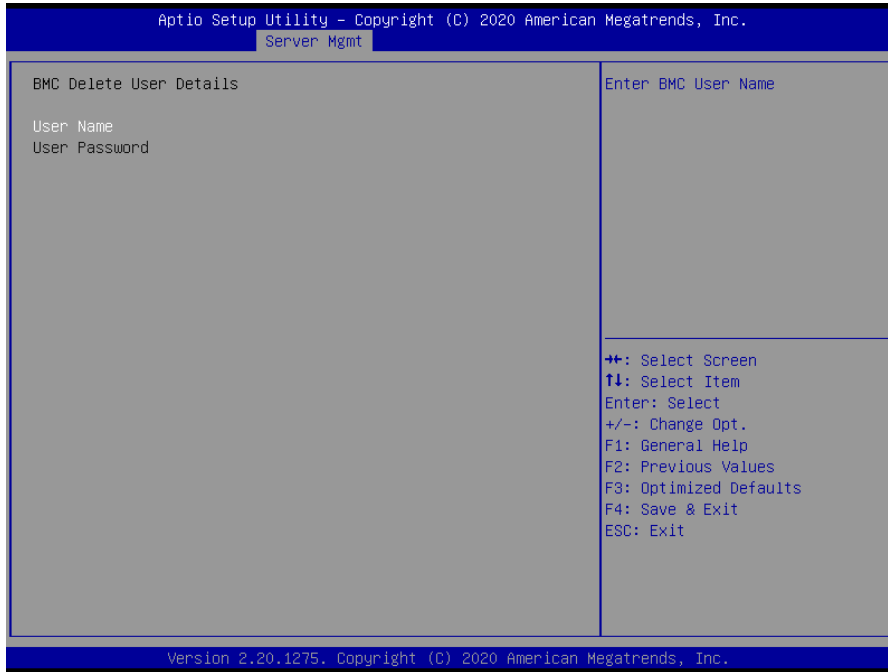 Aptio Setup Utility – Copyright (C) 2020 American Megatrends, Inc.
Server Mgmt
BMC Delete User Details
User Name
User Password
Enter BMC User Name
→←: Select Screen
↑↓: Select Item
Enter: Select
+/-: Change Opt.
F1: General Help
F2: Previous Values
F3: Optimized Defaults
F4: Save & Exit
ESC: Exit
Version 2.20.1275. Copyright (C) 2020 American Megatrends, Inc.